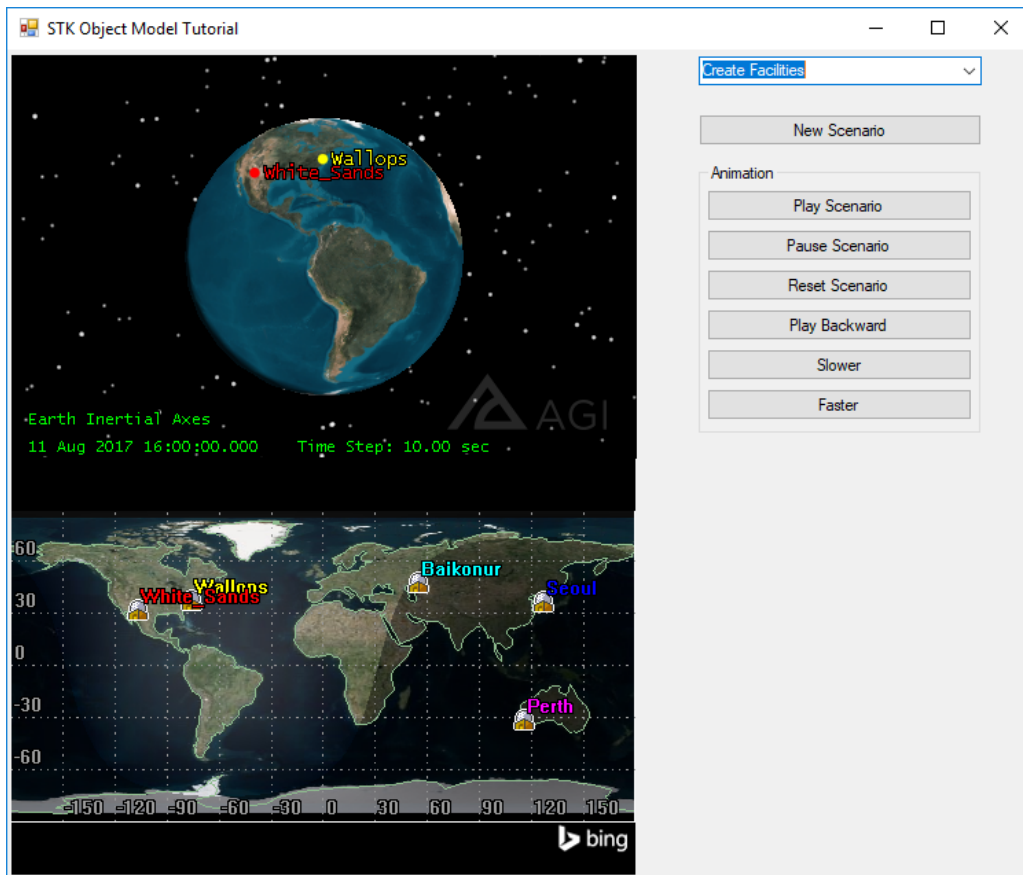 STK Object Model Tutorial
Create Facilities
New Scenario
Animation
Play Scenario
Pause Scenario
Reset Scenario
Play Backward
Slower
Faster
Wallops
White_Sands
AGI
Earth Inertial Axes
11 Aug 2017 16:00:00.000 Time Step: 10.00 sec
60
Baikonur
Wallops
Seoul
30
White_Sands
0
-30
Perth
-60
-150 -120 -90 -60 -30 0 30 60 90 120 150
bing